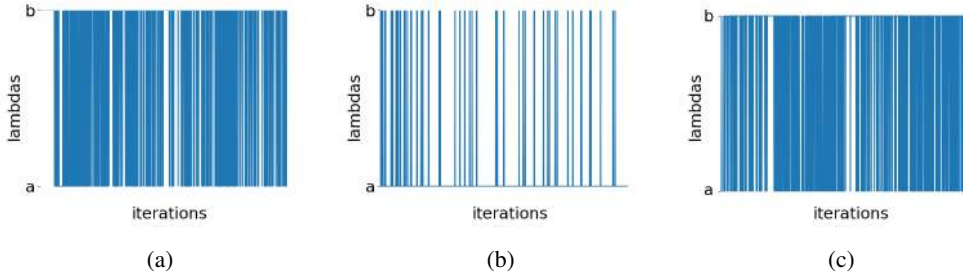 b
lambdas
a
iterations
(a)
b
lambdas
a
iterations
(b)
b
lambdas
a
iterations
(c)